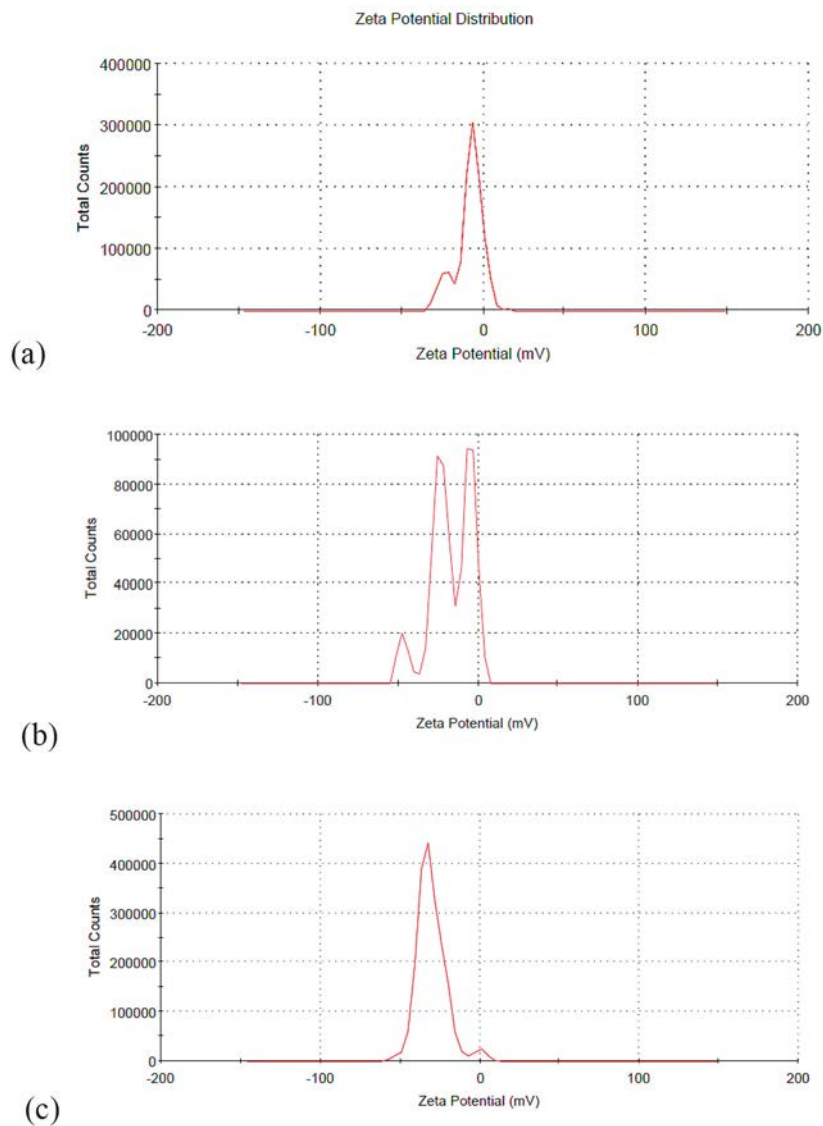 Zeta Potential Distribution
400000
300000
200000
100000
0
Total Counts
-200 -100 0 100 200
Zeta Potential (mV)
(a)
100000
80000
60000
40000
20000
0
Total Counts
-200 -100 0 100 200
Zeta Potential (mV)
(b)
500000
400000
300000
200000
100000
0
Total Counts
-200 -100 0 100 200
Zeta Potential (mV)
(c)